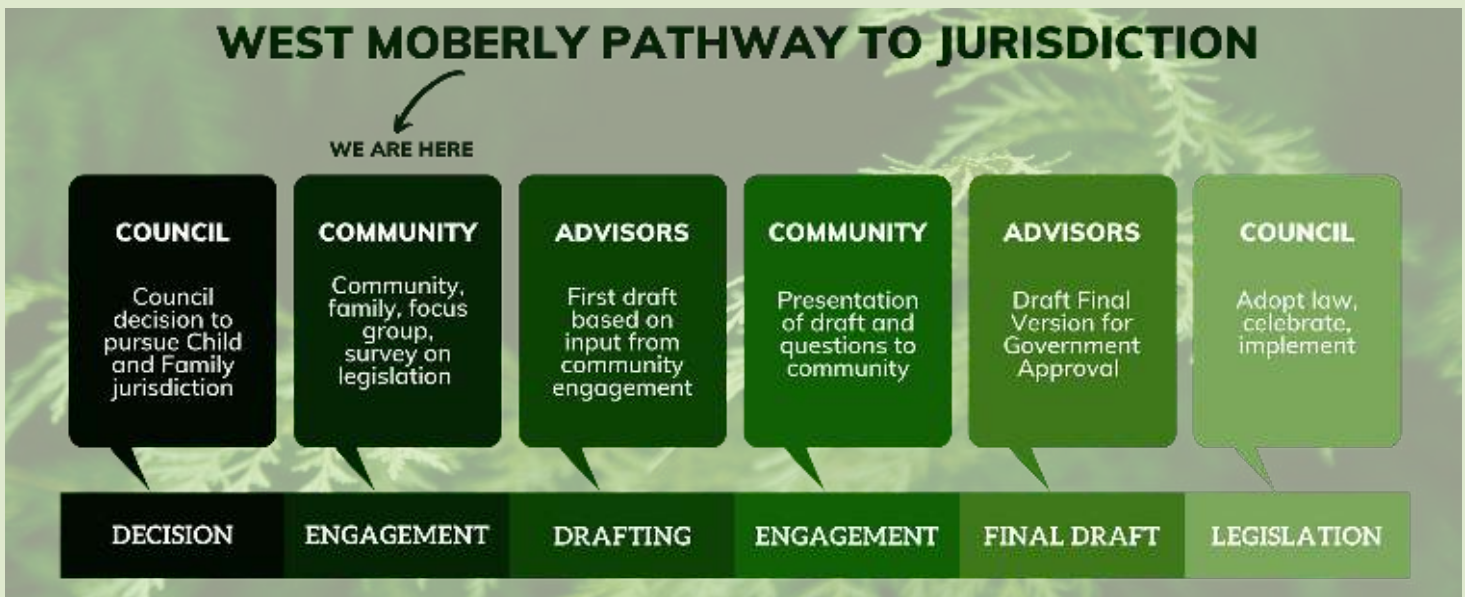 WEST MOBERLY PATHWAY TO JURISDICTION
WE ARE HERE
COUNCIL
Council
decision to
pursue Child
and Family
jurisdiction
COMMUNITY
Community,
family, focus
group,
survey on
legislation
ADVISORS
First draft
based on
input from
community
engagement
COMMUNITY
Presentation
of draft and
questions to
community
ADVISORS
Draft Final
Version for
Government
Approval
COUNCIL
Adopt law,
celebrate,
implement
DECISION
ENGAGEMENT
DRAFTING
ENGAGEMENT
FINAL DRAFT
LEGISLATION